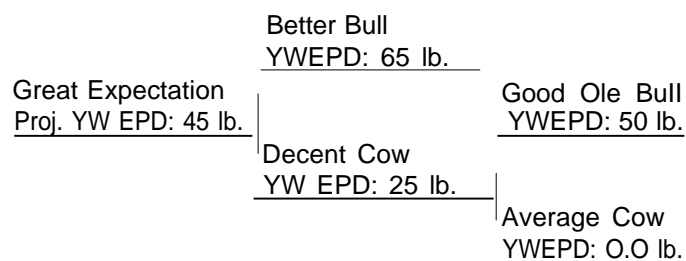 Better Bull
YWEPD: 65 lb.
Great Expectation
Proj. YW EPD: 45 lb.
Good Ole Bull
YWEPD: 50 lb.
Decent Cow
YW EPD: 25 lb.
Average Cow
YWEPD: O.O lb.